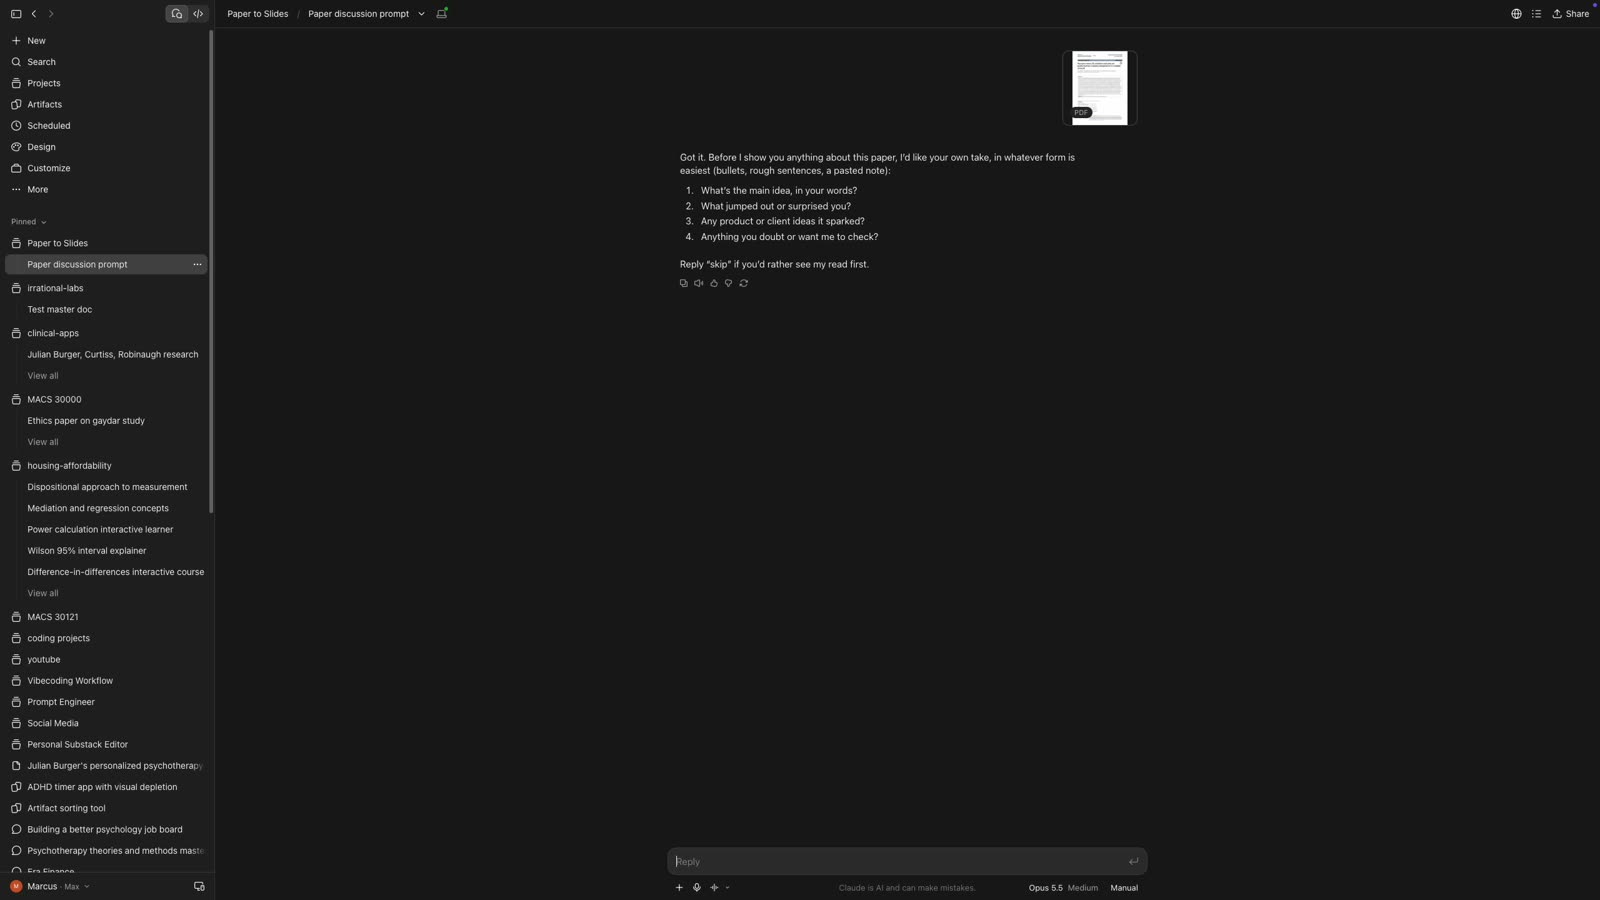 Paper to Slides / Paper discussion prompt
Share
New
Search
Projects
Artifacts
Scheduled
Design
Customize
More
Pinned
Paper to Slides
Paper discussion prompt
irrational-labs
Test master doc
clinical-apps
Julian Burger, Curtiss, Robinaugh research
View all
MACS 30000
Ethics paper on gaydar study
View all
housing-affordability
Dispositional approach to measurement
Mediation and regression concepts
Power calculation interactive learner
Wilson 95% interval explainer
Difference-in-differences interactive course
View all
MACS 30121
coding projects
youtube
Vibecoding Workflow
Prompt Engineer
Social Media
Personal Substack Editor
Julian Burger's personalized psychotherapy
ADHD timer app with visual depletion
Artifact sorting tool
Building a better psychology job board
Psychotherapy theories and methods maste
Era Finance
M Marcus · Max
PDF
Got it. Before I show you anything about this paper, I'd like your own take, in whatever form is
easiest (bullets, rough sentences, a pasted note):
1. What's the main idea, in your words?
2. What jumped out or surprised you?
3. Any product or client ideas it sparked?
4. Anything you doubt or want me to check?
Reply “skip” if you'd rather see my read first.
Reply
Claude is AI and can make mistakes.
Opus 5.5 Medium
Manual